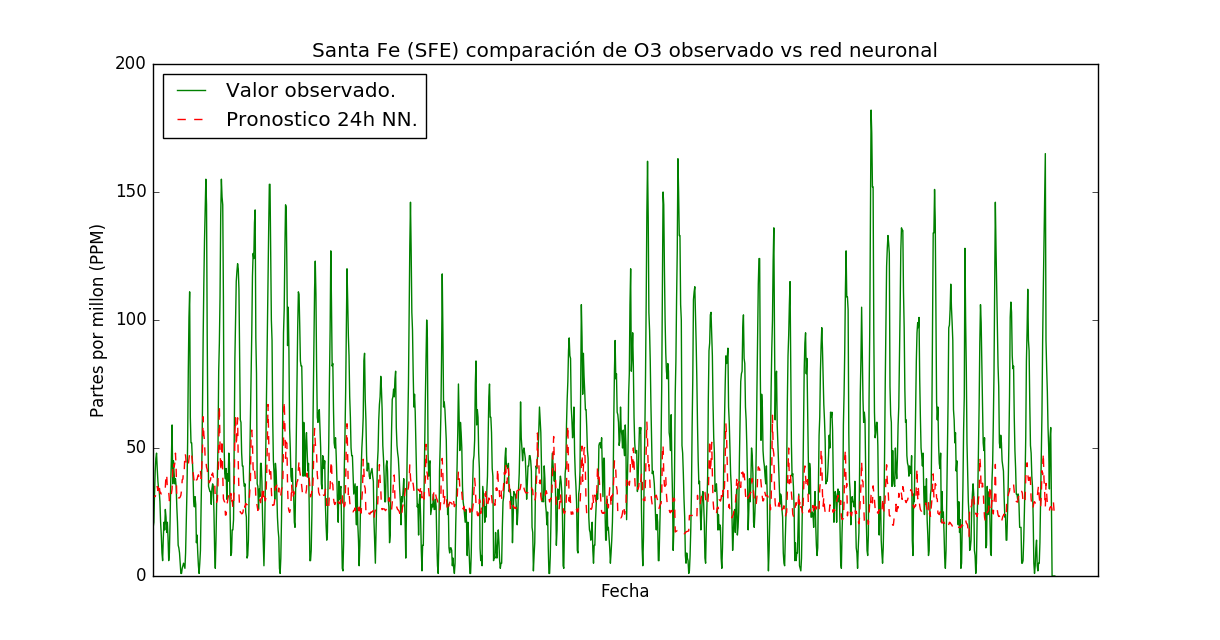 Santa Fe (SFE) comparación de O3 observado vs red neuronal
Valor observado.
Pronostico 24h NN.
Partes por millon (PPM)
200
150
100
50
0
Fecha